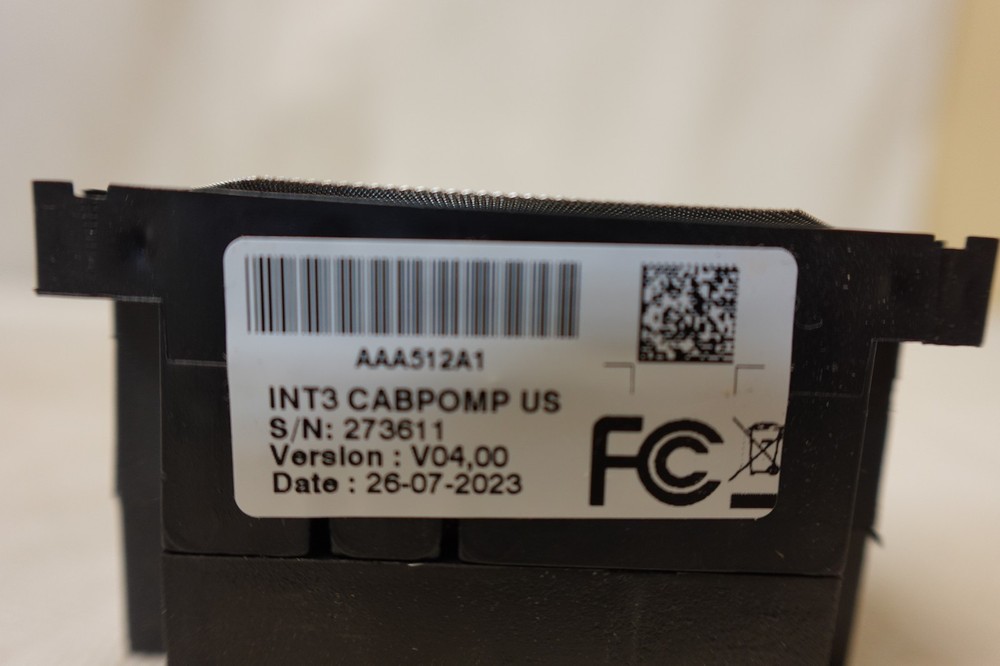 AAA512A1
INT3 CABPOMP US
S/N: 273611
Version : V04,00
Date : 26-07-2023
FC